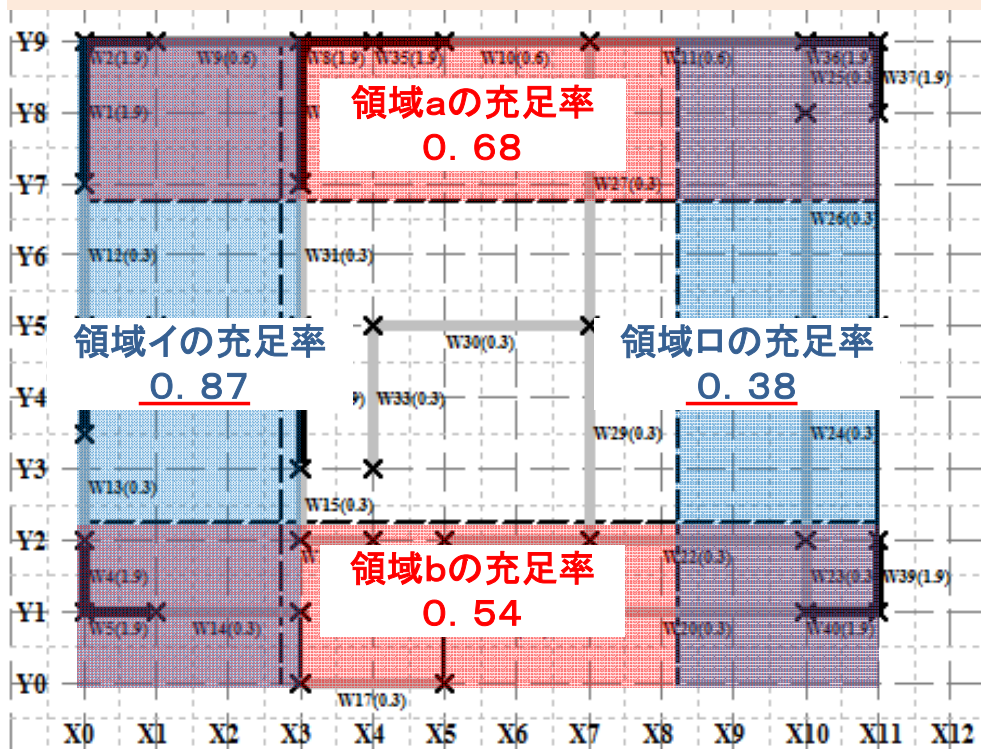 Y9
W2(1.9) W9(0.6) W8(1.9) W35(1.9) W10(0.6) W11(0.6) W36(1.9)
W25(0.3) W37(1.9)
領域aの充足率
0.68
Y8
W1(1.9)
Y7
W27(0.3)
W26(0.3)
Y6
W12(0.3) W31(0.3)
Y5
W30(0.3)
領域イの充足率
0.87
領域ロの充足率
0.38
Y4
W33(0.3)
W29(0.3) W24(0.3)
Y3
W13(0.3)
W15(0.3)
Y2
W22(0.3)
領域bの充足率
0.54
W4(1.9) W23(0.3) W39(1.9)
Y1
W5(1.9) W14(0.3) W20(0.3) W40(1.9)
Y0
W17(0.3)
X0 X1 X2 X3 X4 X5 X6 X7 X8 X9 X10 X11 X12